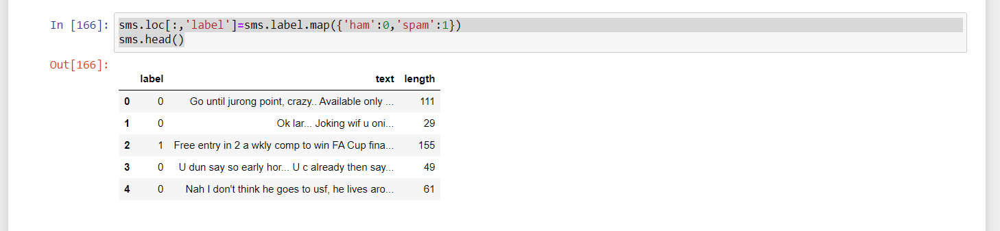 In [166]: sms.loc[:,'label']=sms.label.map({'ham':0,'spam':1})
sms.head()
Out[166]:
label text length
0 0 Go until jurong point, crazy.. Available only ... 111
1 0 Ok lar... Joking wif u oni... 29
2 1 Free entry in 2 a wkly comp to win FA Cup fina... 155
3 0 U dun say so early hor... U c already then say... 49
4 0 Nah I don't think he goes to usf, he lives aro... 61